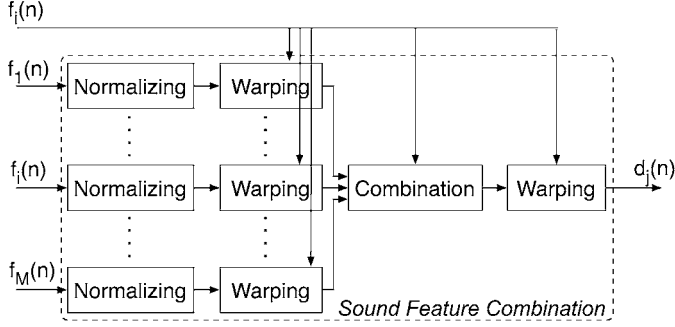 f_i(n)
f_1(n)
Normalizing Warping
f_i(n)
Normalizing Warping Combination Warping d_j(n)
f_M(n)
Normalizing Warping
Sound Feature Combination